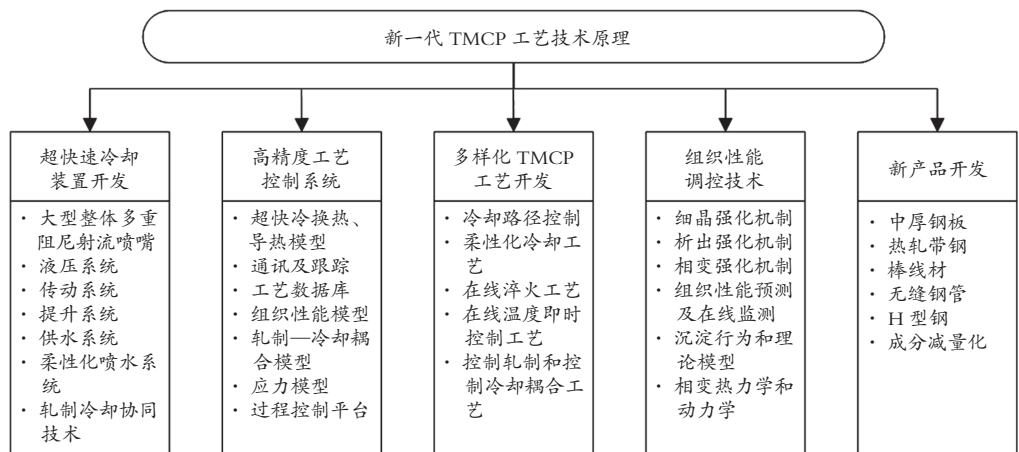 新一代 TMCP 工艺技术原理
超快速冷却
装置开发
· 大型整体多重
阻尼射流喷嘴
· 液压系统
· 传动系统
· 提升系统
· 供水系统
· 柔性化喷水系
统
· 轧制冷却协同
技术
高精度工艺
控制系统
· 超快冷换热、
导热模型
· 通讯及跟踪
· 工艺数据库
· 组织性能模型
· 轧制—冷却耦
合模型
· 应力模型
· 过程控制平台
多样化 TMCP
工艺开发
· 冷却路径控制
· 柔性化冷却工
艺
· 在线淬火工艺
· 在线温度即时
控制工艺
· 控制轧制和控
制冷却耦合工
艺
组织性能
调控技术
· 细晶强化机制
· 析出强化机制
· 相变强化机制
· 组织性能预测
及在线监测
· 沉淀行为和理
论模型
· 相变热力学和
动力学
新产品开发
· 中厚钢板
· 热轧带钢
· 棒线材
· 无缝钢管
· H 型钢
· 成分减量化